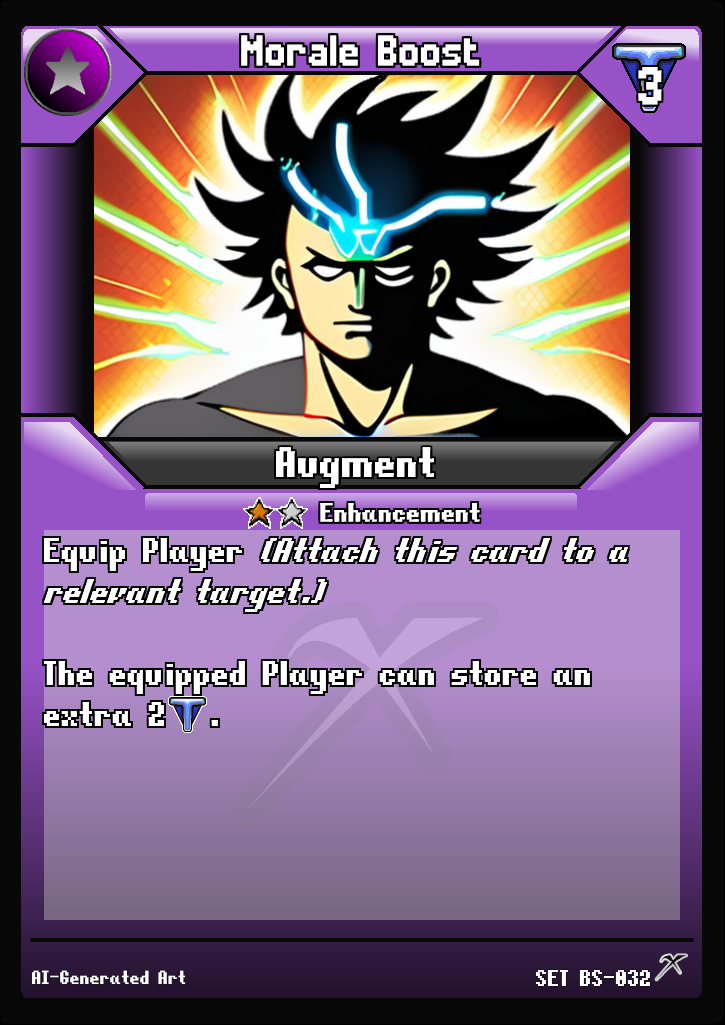 Morale Boost
3
Augment
Enhancement
Equip Player (Attach this card to a
relevant target.)
The equipped Player can store an
extra 2T.
AI-Generated Art
SET BS-032